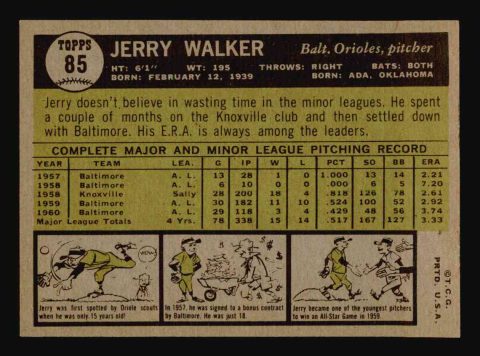 TOPPS
85
JERRY WALKER
Balt. Orioles, pitcher
HT: 6'1" WT: 195 THROWS: RIGHT BATS: BOTH
BORN: FEBRUARY 12, 1939 BORN: ADA, OKLAHOMA
Jerry doesn't believe in wasting time in the minor leagues. He spent
a couple of months on the Knoxville club and then settled down
with Baltimore. His E.R.A. is always among the leaders.
COMPLETE MAJOR AND MINOR LEAGUE PITCHING RECORD
YEAR TEAM LEA. G IP W L PCT SO BB ERA
1957 Baltimore A. L. 13 28 1 0 1.000 13 14 2.21
1958 Baltimore A. L. 6 10 0 0 .000 6 5 7.20
1958 Knoxville Sally 28 200 18 4 .818 126 78 2.61
1959 Baltimore A. L. 30 182 11 10 .524 100 52 2.92
1960 Baltimore A. L. 29 118 3 4 .429 48 56 3.74
Major League Totals 4 Yrs. 78 338 15 14 .517 167 127 3.33
Jerry was first spotted by Oriole scouts
when he was only 15 years old!
In 1957, he was signed to a bonus contract
by Baltimore. He was just 18.
Jerry became one of the youngest pitchers
to win an All-Star Game in 1959.
© T.C.G. PRTD. U.S.A.